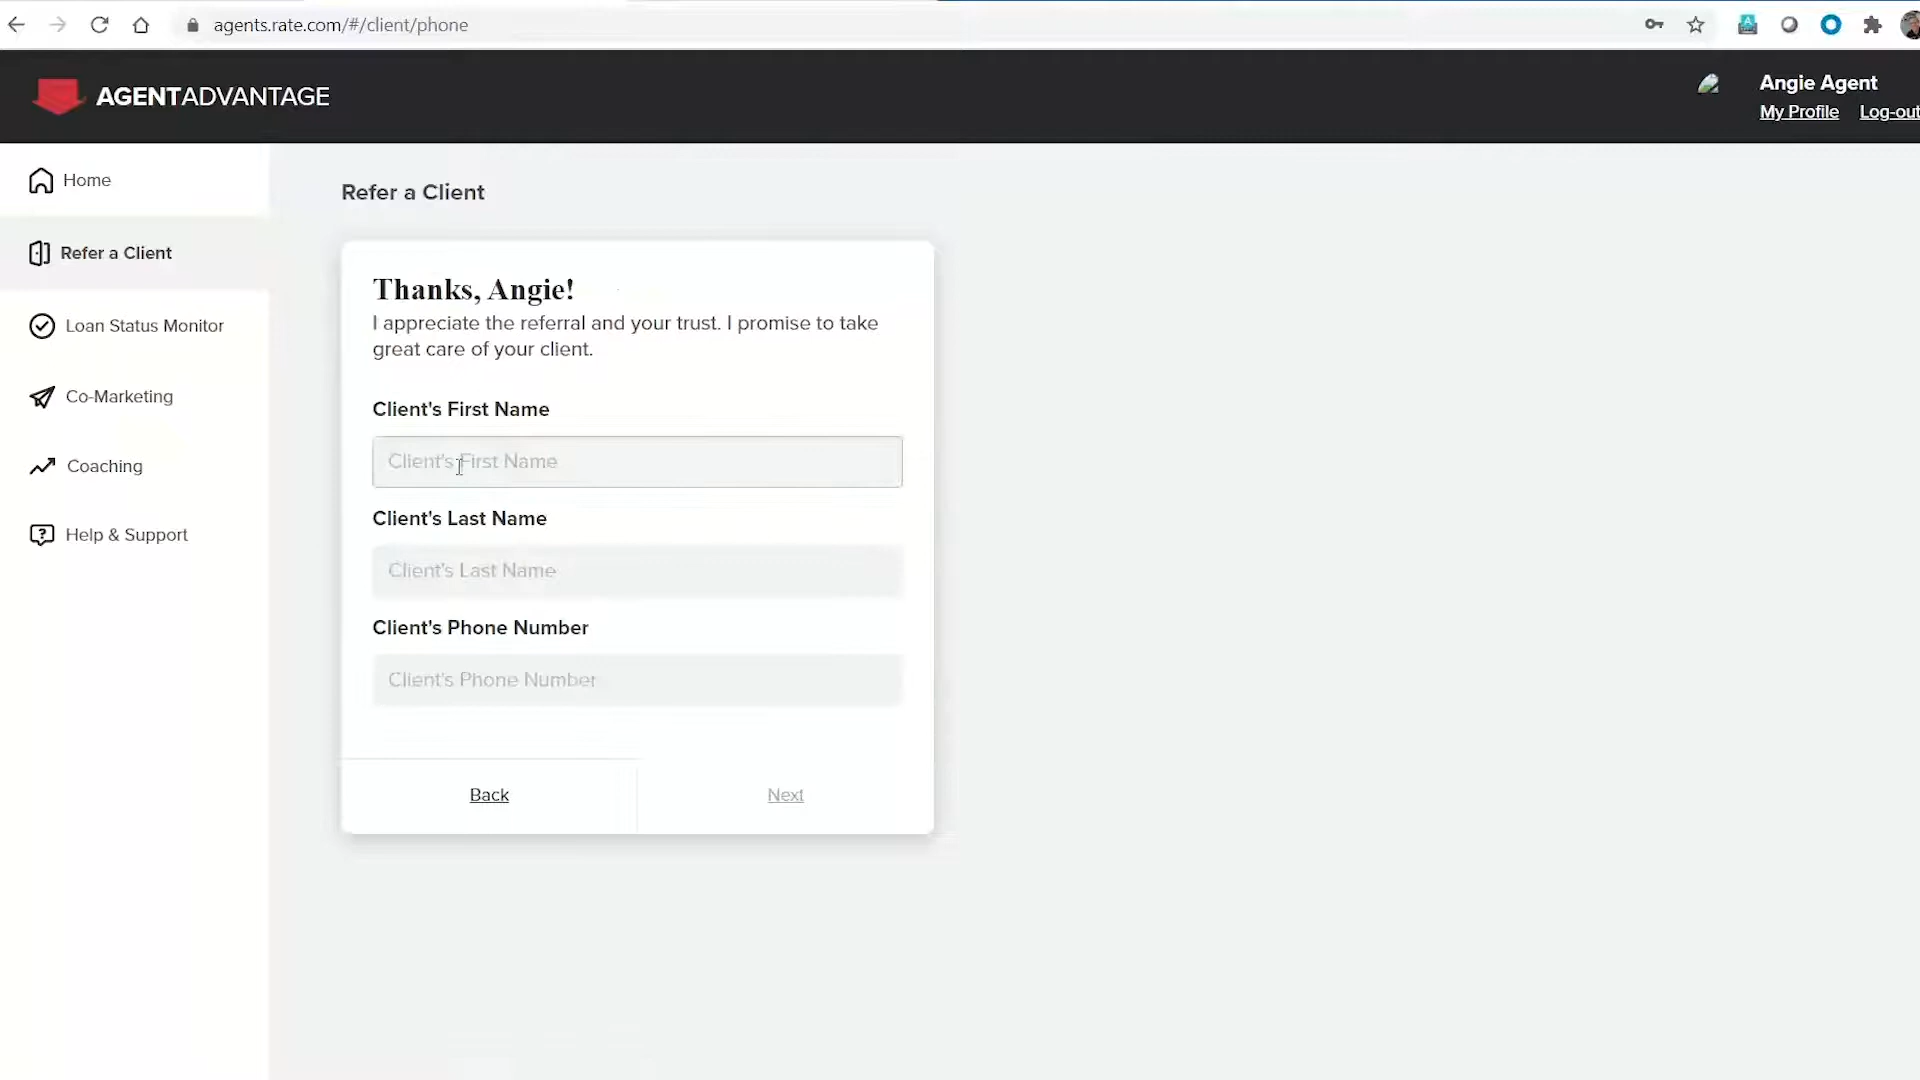 agents.rate.com/#/client/phone
AGENTADVANTAGE
Angie Agent
My Profile Log-out
Home
Refer a Client
Loan Status Monitor
Co-Marketing
Coaching
Help & Support
Refer a Client
Thanks, Angie!
I appreciate the referral and your trust. I promise to take
great care of your client.
Client's First Name
Client's First Name
Client's Last Name
Client's Last Name
Client's Phone Number
Client's Phone Number
Back Next